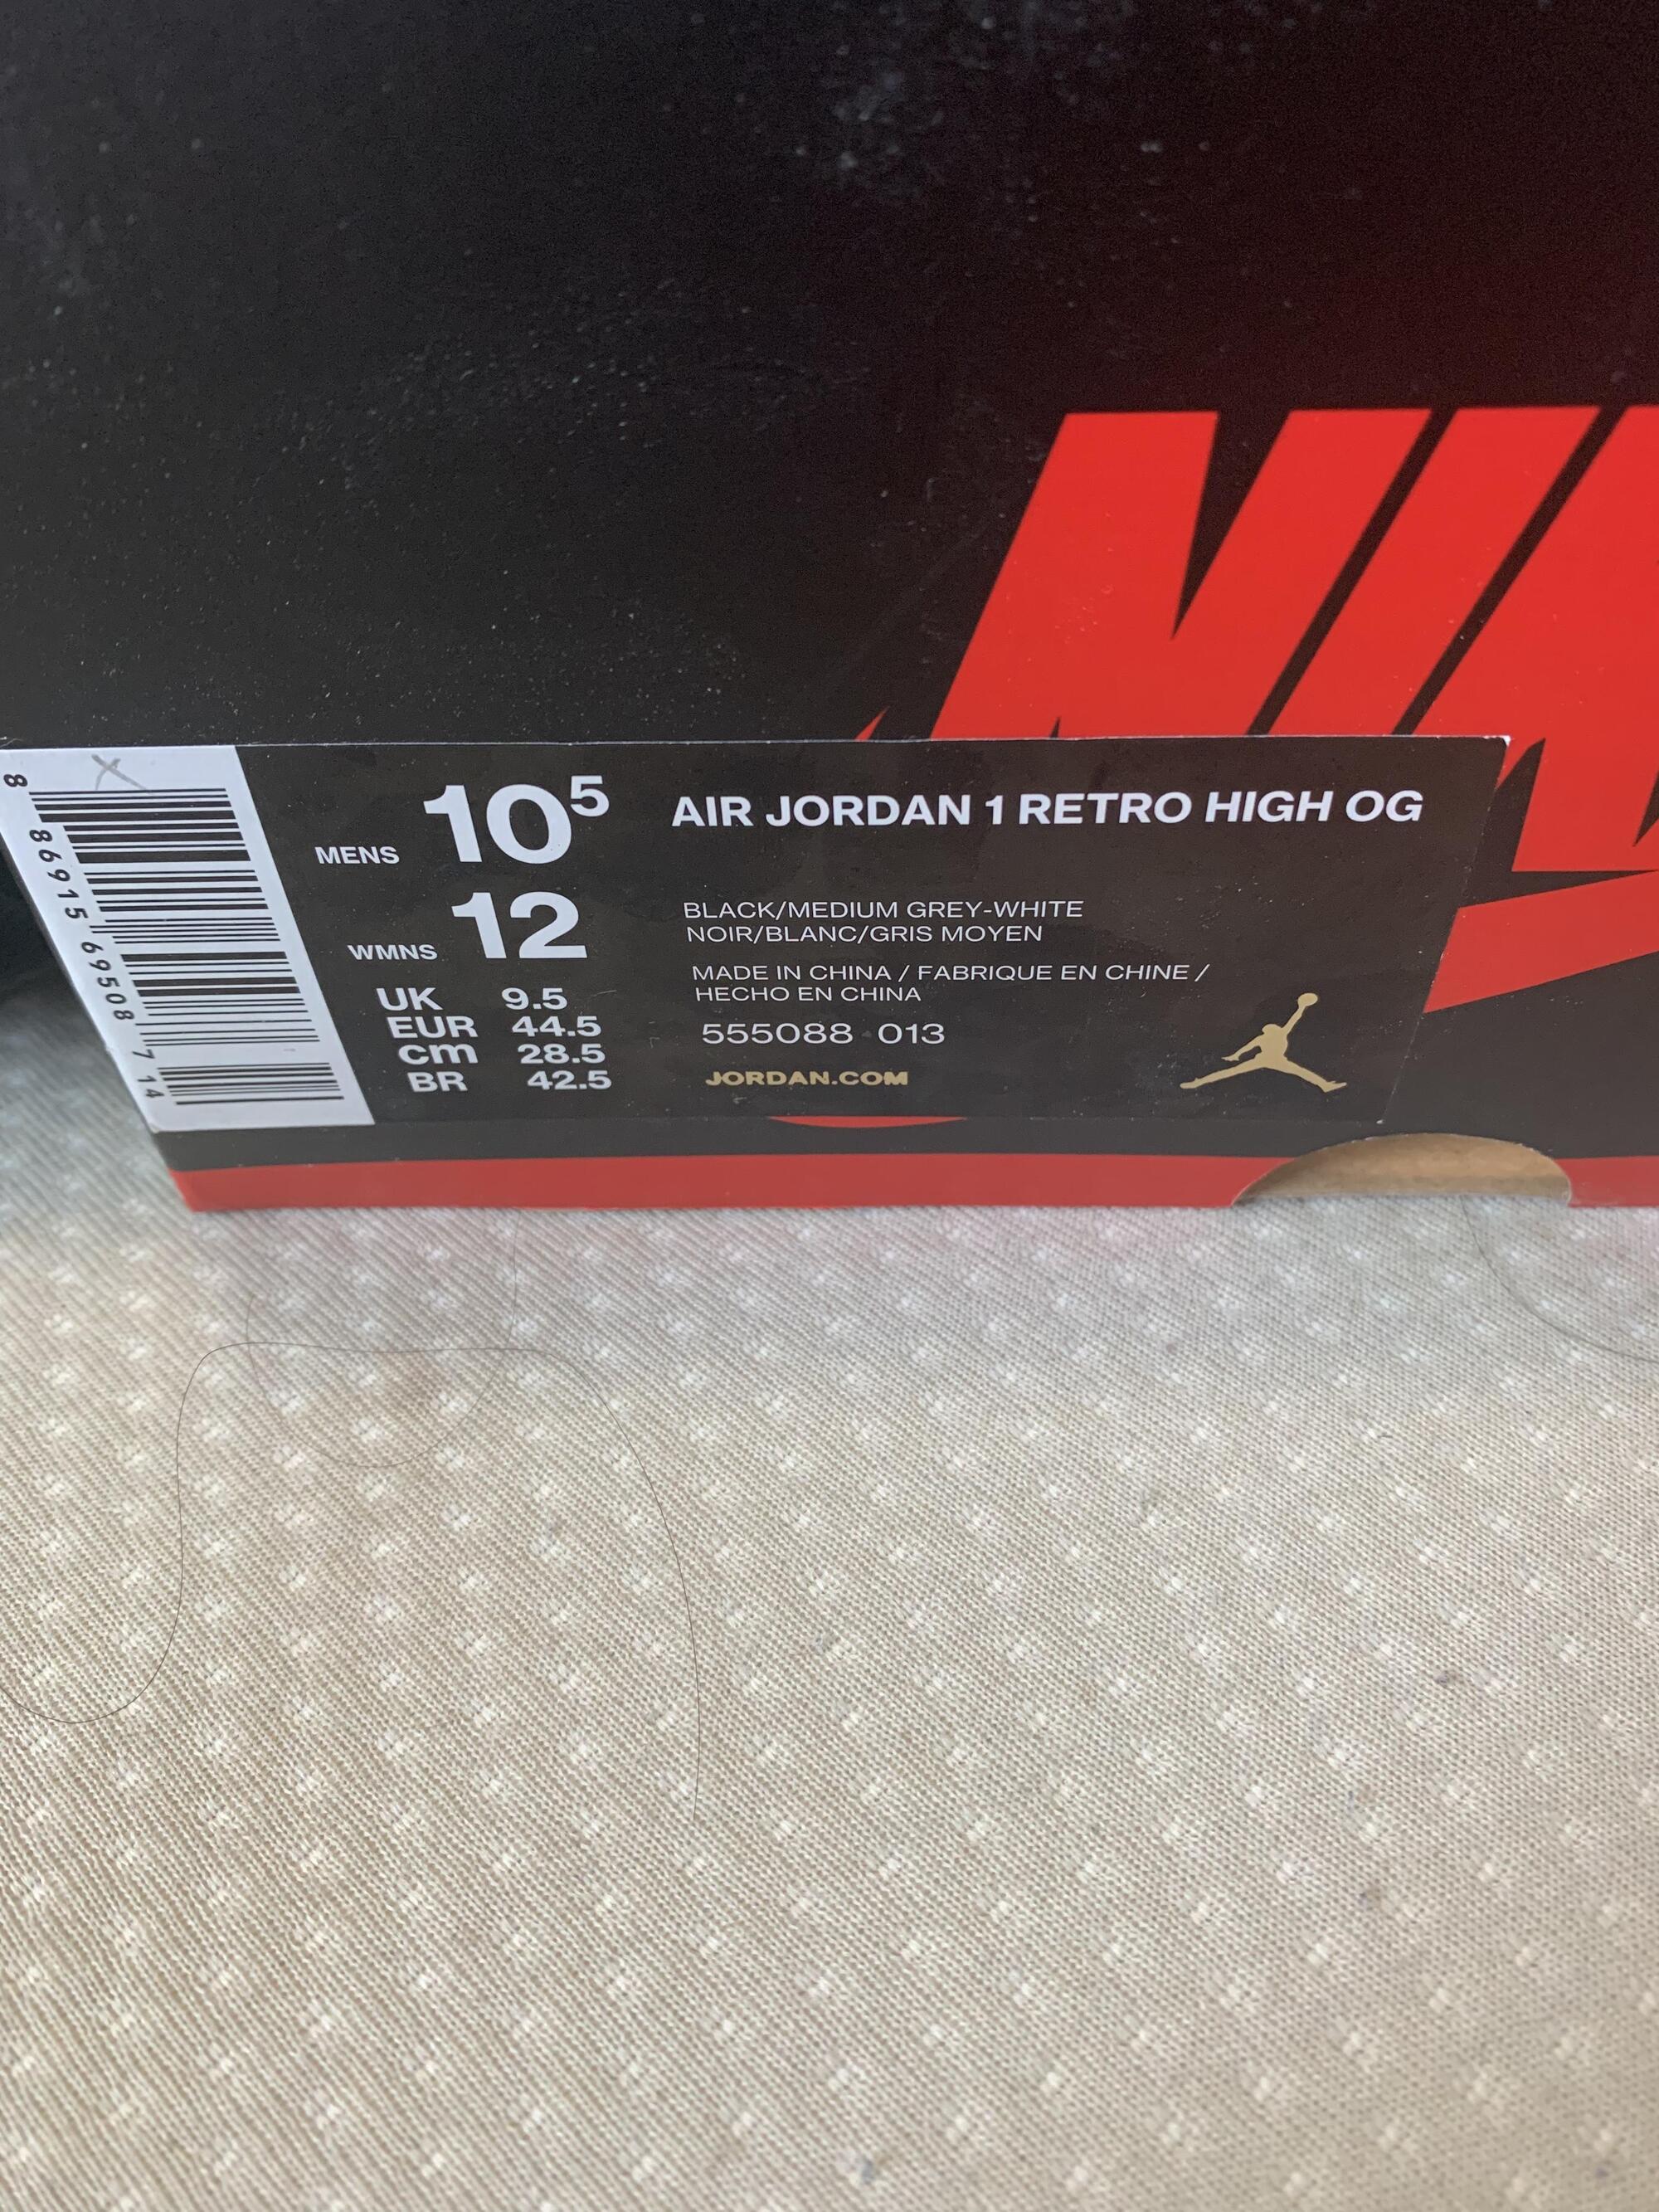 NIK
8 86915 69508 7 14
MENS 10⁵
WMNS 12
UK 9.5
EUR 44.5
cm 28.5
BR 42.5
AIR JORDAN 1 RETRO HIGH OG
BLACK/MEDIUM GREY-WHITE
NOIR/BLANC/GRIS MOYEN
MADE IN CHINA / FABRIQUE EN CHINE /
HECHO EN CHINA
555088 013
JORDAN.COM